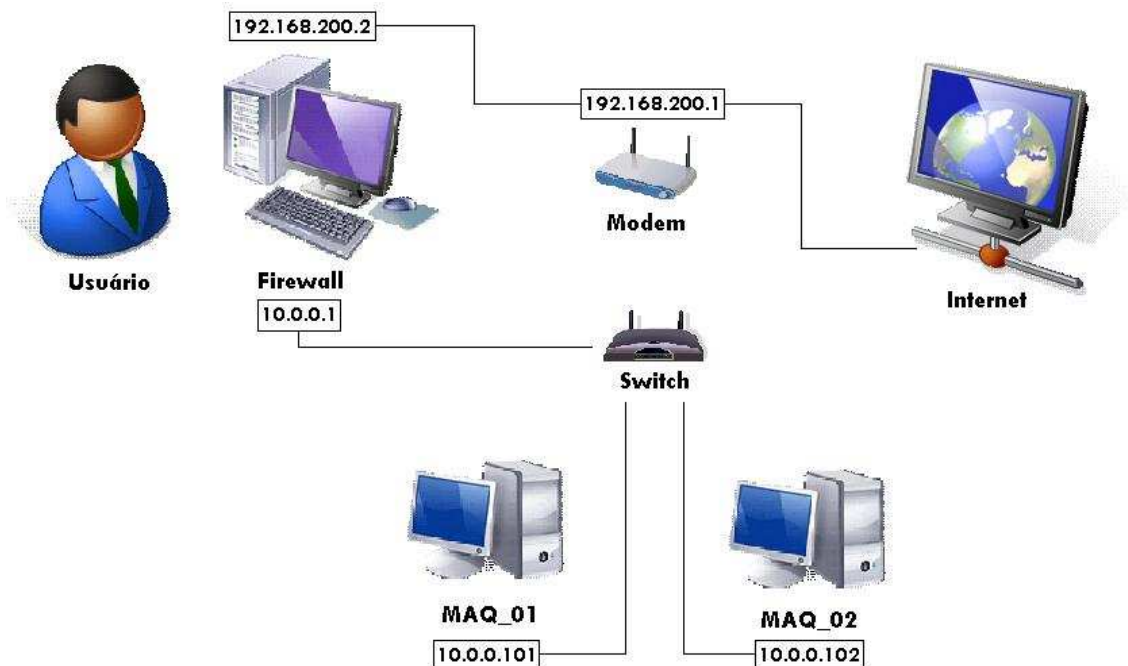 192.168.200.2
192.168.200.1
Modem
Usuário
Firewall
Internet
10.0.0.1
Switch
MAQ_01
MAQ_02
10.0.0.101
10.0.0.102